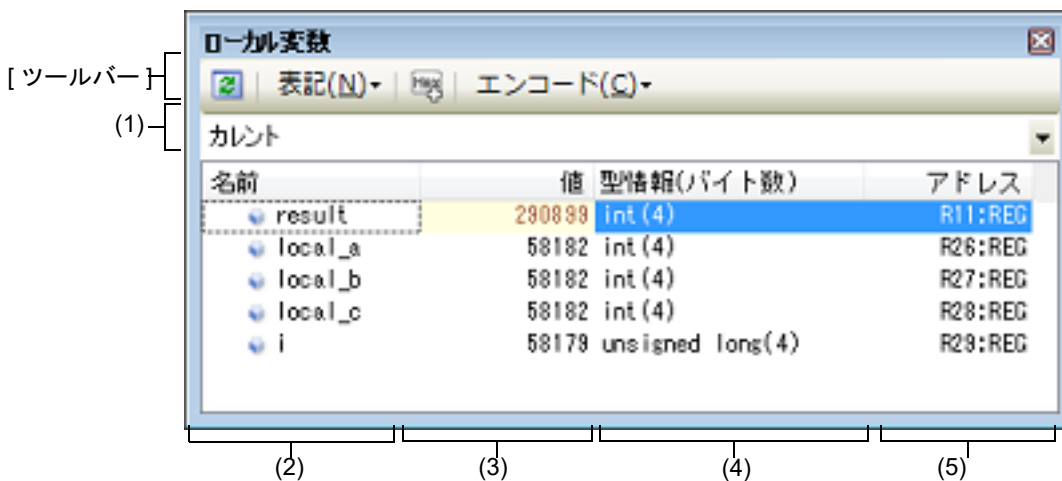 ローカル変数
[ ツールバー ]
表記(N) Hex エンコード(C)
(1)
カレント
名前 値 型情報(バイト数) アドレス
result 290899 int(4) R11:REG
local_a 58182 int(4) R26:REG
local_b 58182 int(4) R27:REG
local_c 58182 int(4) R28:REG
i 58179 unsigned long(4) R29:REG
(2) (3) (4) (5)